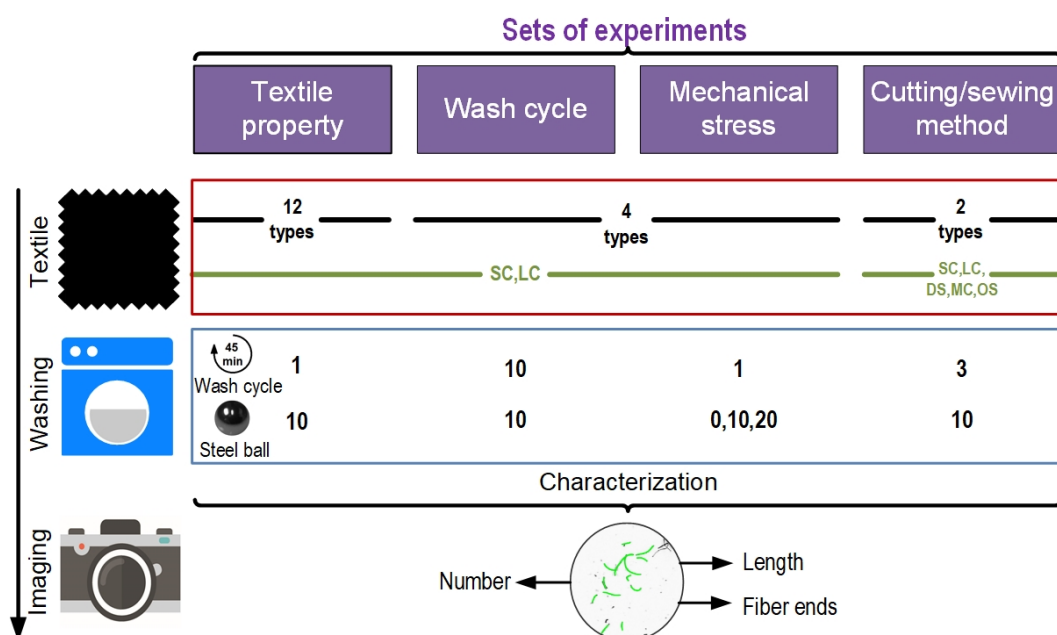 Sets of experiments
Textile
property
Wash cycle
Mechanical
stress
Cutting/sewing
method
Textile
12
types
4
types
2
types
SC,LC
SC,LC,
DS,MC,OS
Washing
45
min
Wash cycle
1
10
1
3
Steel ball
10
10
0,10,20
10
Characterization
Imaging
Number
Length
Fiber ends